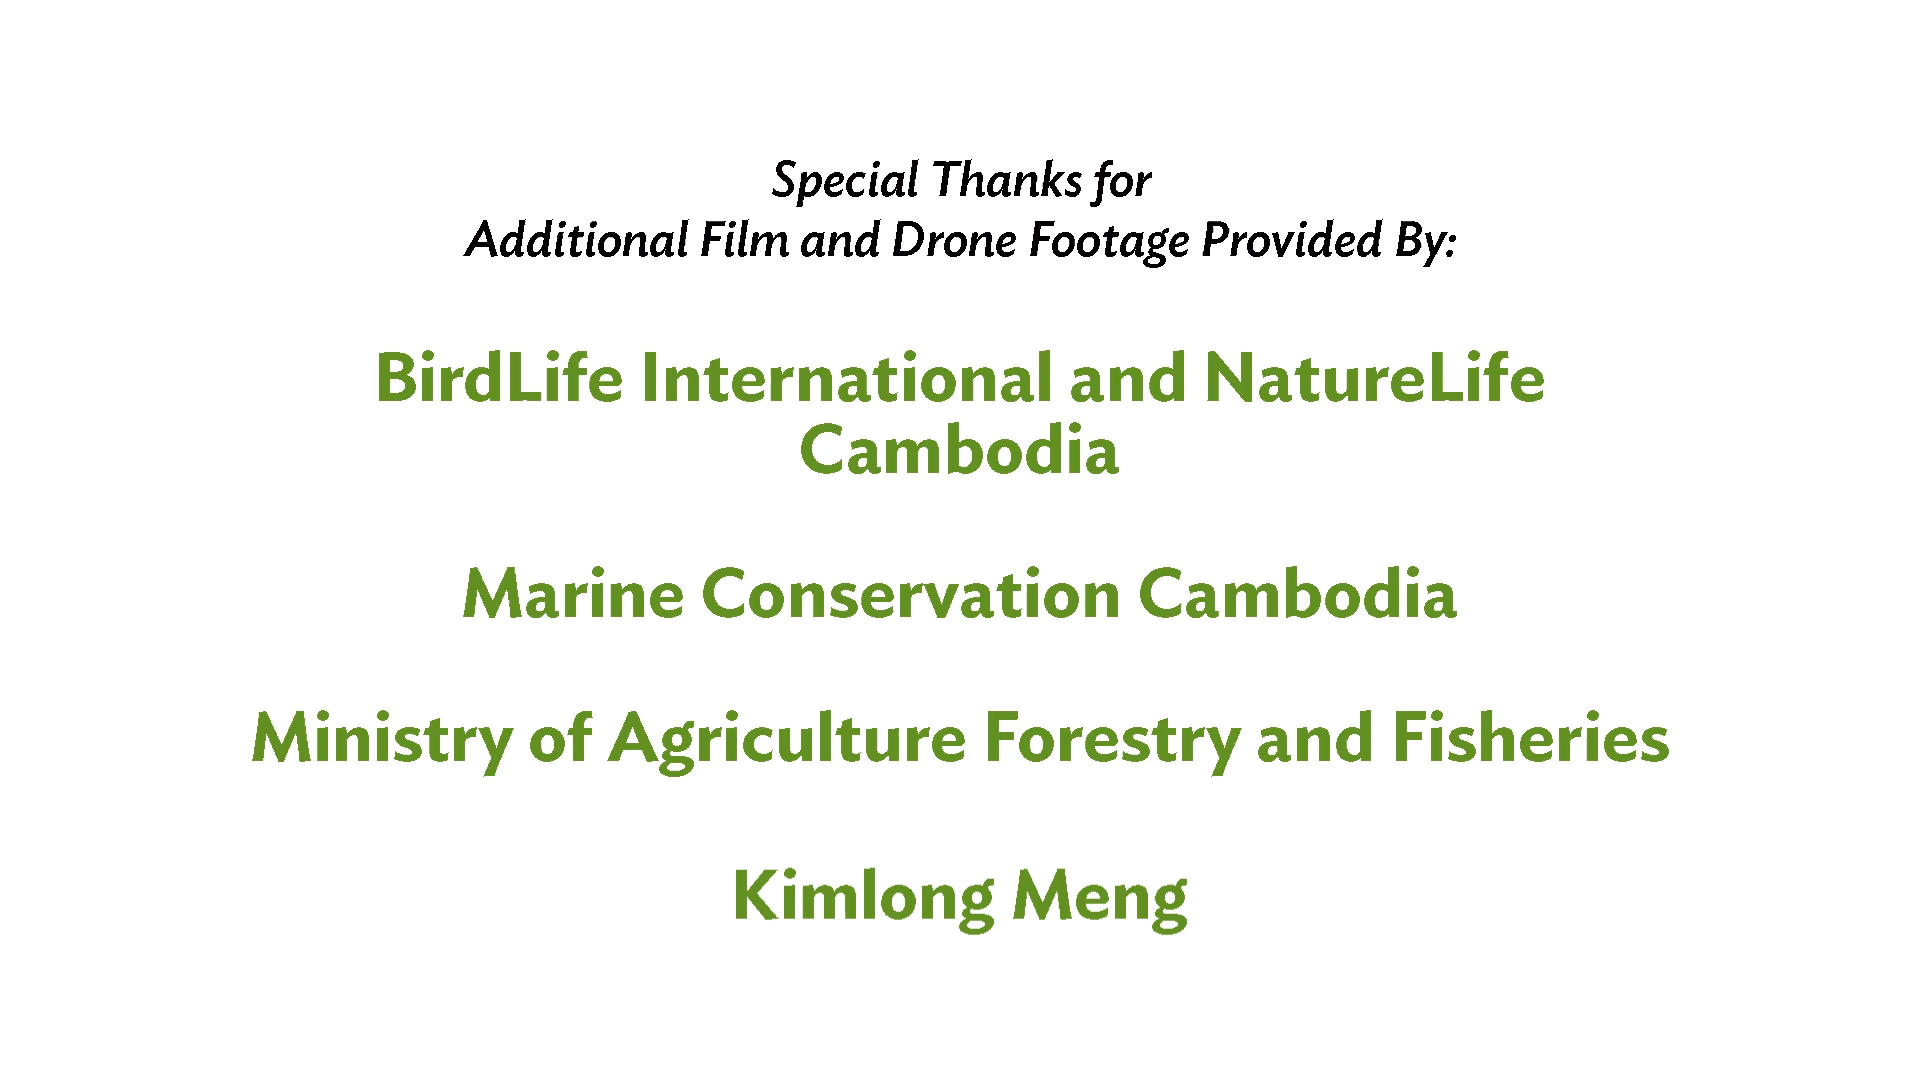 Special Thanks for
Additional Film and Drone Footage Provided By:
BirdLife International and NatureLife
Cambodia
Marine Conservation Cambodia
Ministry of Agriculture Forestry and Fisheries
Kimlong Meng